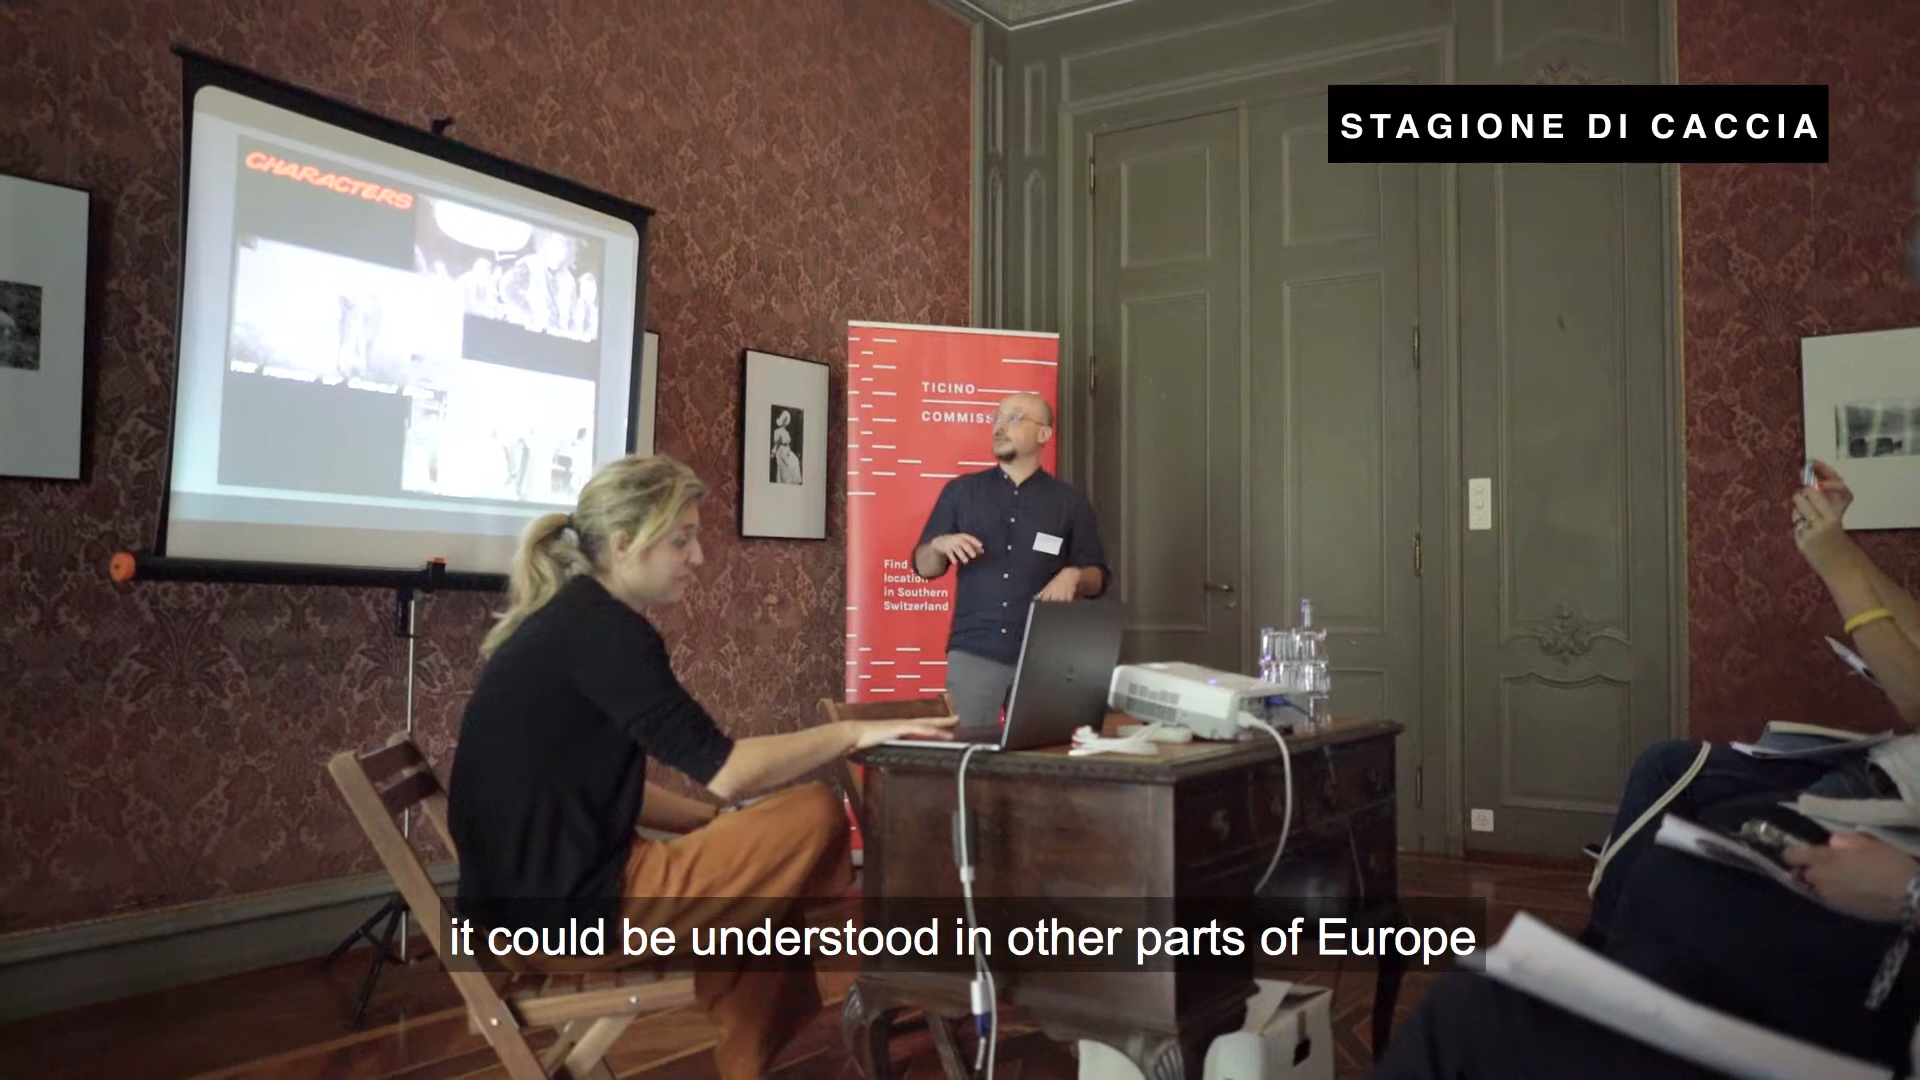 STAGIONE DI CACCIA
CHARACTERS
TICINO
COMMISS
Find
location
in Southern
Switzerland
it could be understood in other parts of Europe